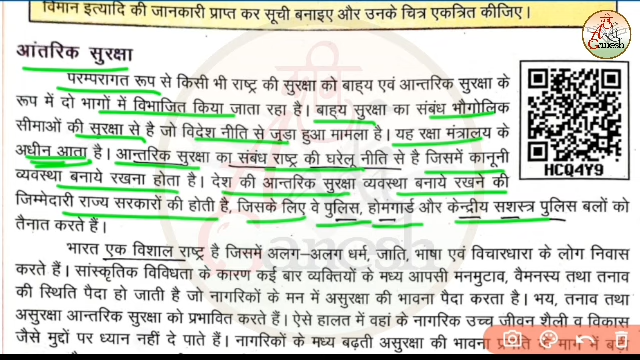 विमान इत्यादि की जानकारी प्राप्त कर सूची बनाइए और उनके चित्र एकत्रित कीजिए।
आंतरिक सुरक्षा
परम्परागत रूप से किसी भी राष्ट्र की सुरक्षा को बाह्य एवं आन्तरिक सुरक्षा के
रूप में दो भागों में विभाजित किया जाता रहा है। बाह्य सुरक्षा का संबंध भौगोलिक
सीमाओं की सुरक्षा से है जो विदेश नीति से जुडा हुआ मामला है। यह रक्षा मंत्रालय के
अधीन आता है। आन्तरिक सुरक्षा का संबंध राष्ट्र की घरेलू नीति से है जिसमें कानूनी
व्यवस्था बनाये रखना होता है। देश की आन्तरिक सुरक्षा व्यवस्था बनाये रखने की
जिम्मेदारी राज्य सरकारों की होती है, जिसके लिए वे पुलिस, होमगार्ड और केन्द्रीय सशस्त्र पुलिस बलों को
तैनात करते हैं।
HCQ4Y9
भारत एक विशाल राष्ट्र है जिसमें अलग-अलग धर्म, जाति, भाषा एवं विचारधारा के लोग निवास
करते हैं। सांस्कृतिक विविधता के कारण कई बार व्यक्तियों के मध्य आपसी मनमुटाव, वैमनस्य तथा तनाव
की स्थिति पैदा हो जाती है जो नागरिकों के मन में असुरक्षा की भावना पैदा करता है। भय, तनाव तथा
असुरक्षा आन्तरिक सुरक्षा को प्रभावित करते हैं। ऐसे हालत में वहां के नागरिक उच्च जीवन शैली व विकास
जैसे मुद्दों पर ध्यान नहीं दे पाते हैं। नागरिकों के मध्य बढ़ती असुरक्षा की भावना
Ganesh
Ganesh